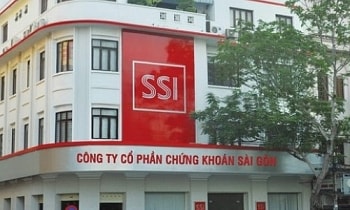 SSI
CÔNG TY CỔ PHẦN CHỨNG KHOÁN SÀI GÒN